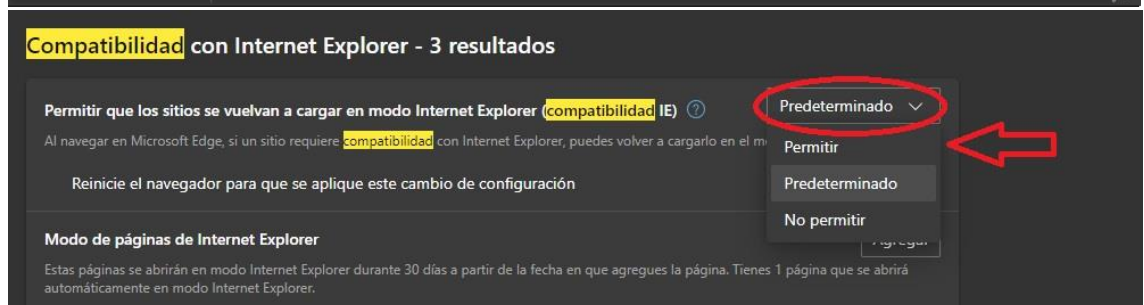 Compatibilidad con Internet Explorer - 3 resultados
Permitir que los sitios se vuelvan a cargar en modo Internet Explorer (compatibilidad IE)
Predeterminado
Al navegar en Microsoft Edge, si un sitio requiere compatibilidad con Internet Explorer, puedes volver a cargarlo en el
Permitir
Reinicie el navegador para que se aplique este cambio de configuración
Predeterminado
No permitir
Modo de páginas de Internet Explorer
Agregar
Estas páginas se abrirán en modo Internet Explorer durante 30 días a partir de la fecha en que agregues la página. Tienes 1 página que se abrirá
automáticamente en modo Internet Explorer.